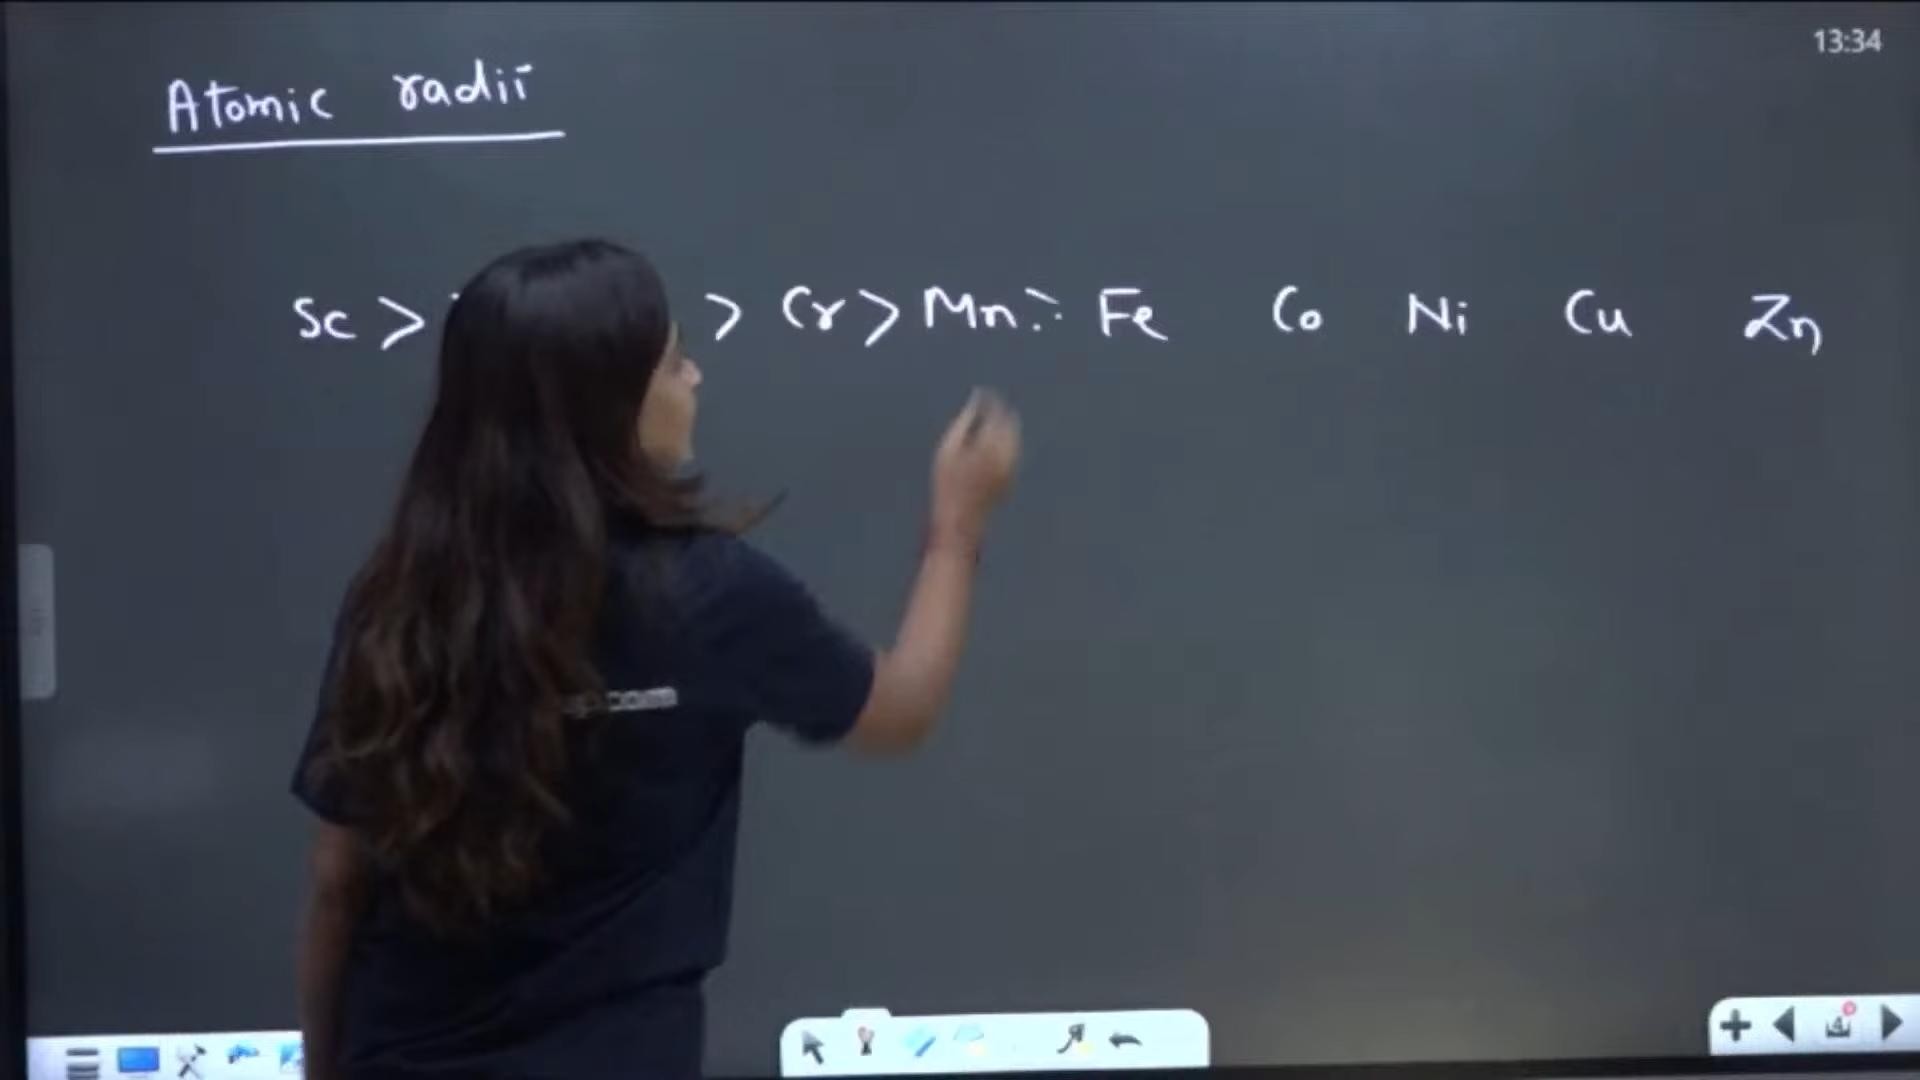 13:34
Atomic radii
Sc > > Cr > Mn > Fe Co Ni Cu Zn